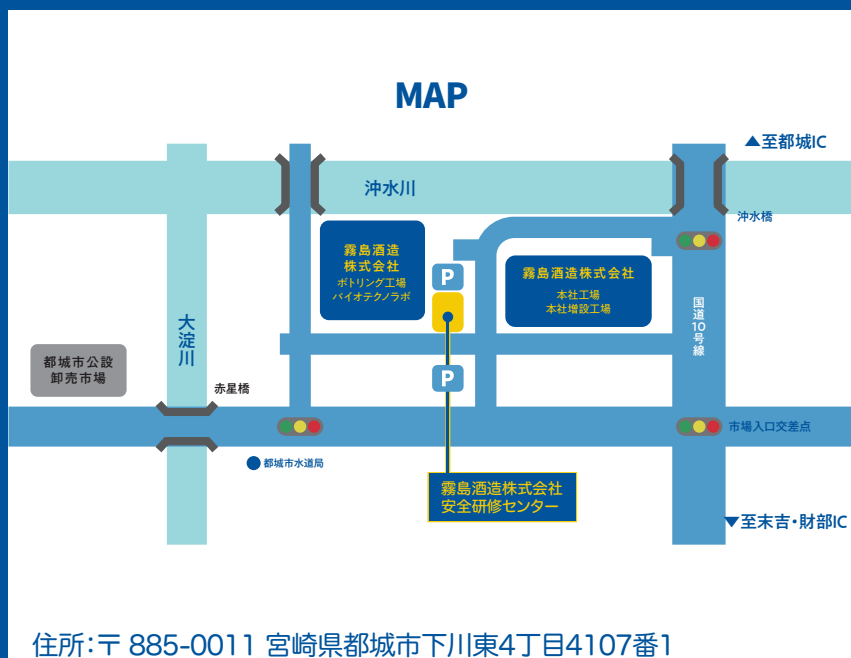 MAP
▲至都城IC
沖水川
沖水橋
霧島酒造
株式会社
ボトリング工場
バイオテクノラボ
P
霧島酒造株式会社
本社工場
本社増設工場
国道10号線
大淀川
都城市公設
卸売市場
赤星橋
P
市場入口交差点
都城市水道局
霧島酒造株式会社
安全研修センター
▼至末吉・財部IC
住所:〒 885-0011 宮崎県都城市下川東4丁目4107番1